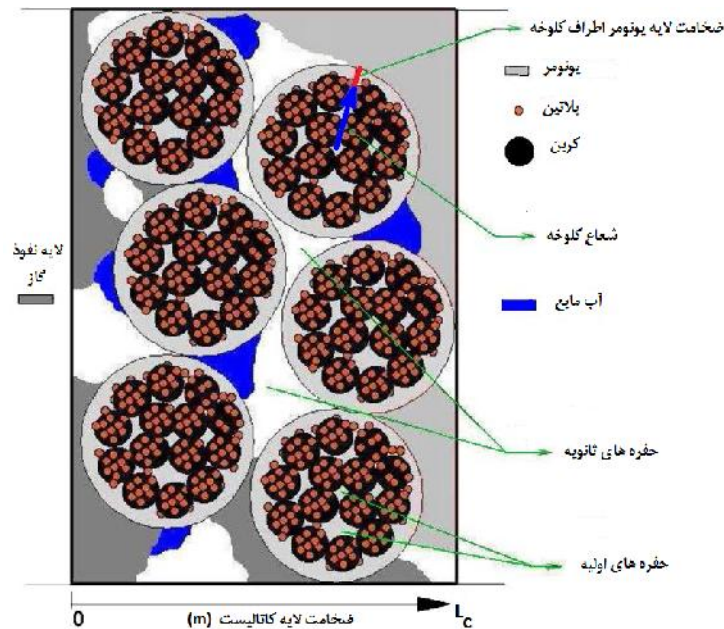 ضخامت لایه یونومر اطراف کلوخه
یونومر
پلاتین
کربن
شعاع کلوخه
لایه نفوذ
گاز
آب مایع
حفره های ثانویه
حفره های اولیه
0
ضخامت لایه کاتالیست (m)
L_C